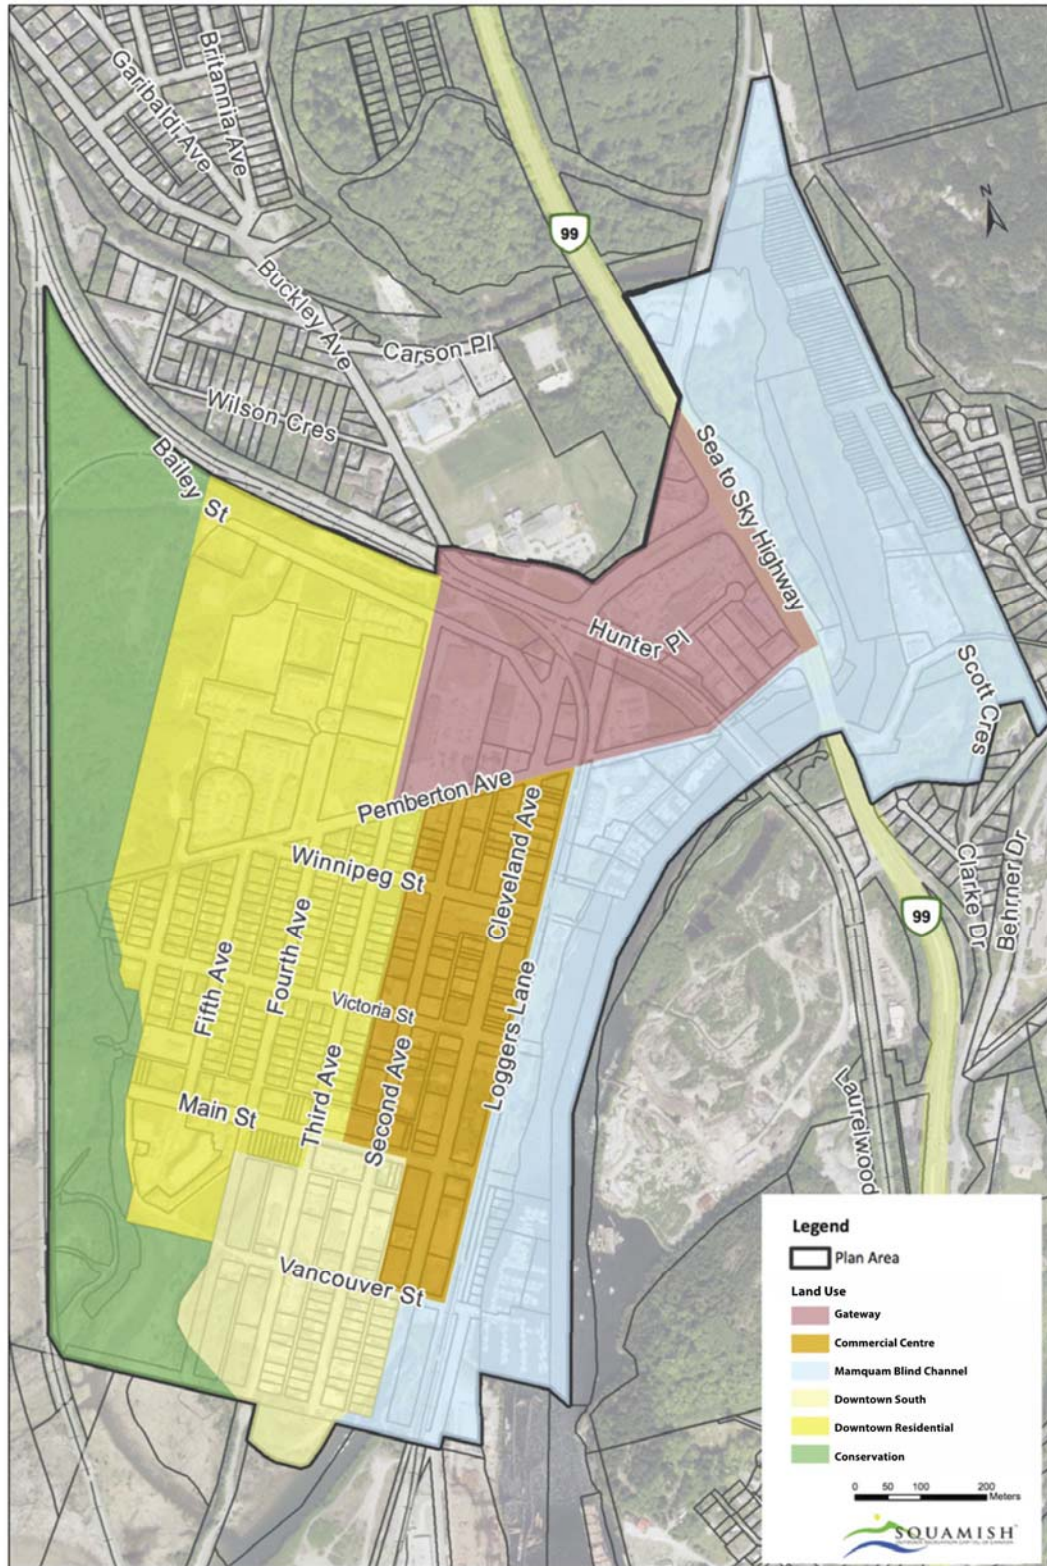 Britannia Ave
Garibaldi Ave
N
99
Buckley Ave
Carson Pl
Wilson Cres
Bailey St
Sea to Sky Highway
Hunter Pl
Scott Cres
Pemberton Ave
Winnipeg St
Cleveland Ave
Clarke Dr
Behrner Dr
99
Fifth Ave
Fourth Ave
Victoria St
Loggers Lane
Third Ave
Second Ave
Main St
Laurelwood
Vancouver St
Legend
Plan Area
Land Use
Gateway
Commercial Centre
Mamquam Blind Channel
Downtown South
Downtown Residential
Conservation
0 50 100 200
Meters
SQUAMISH